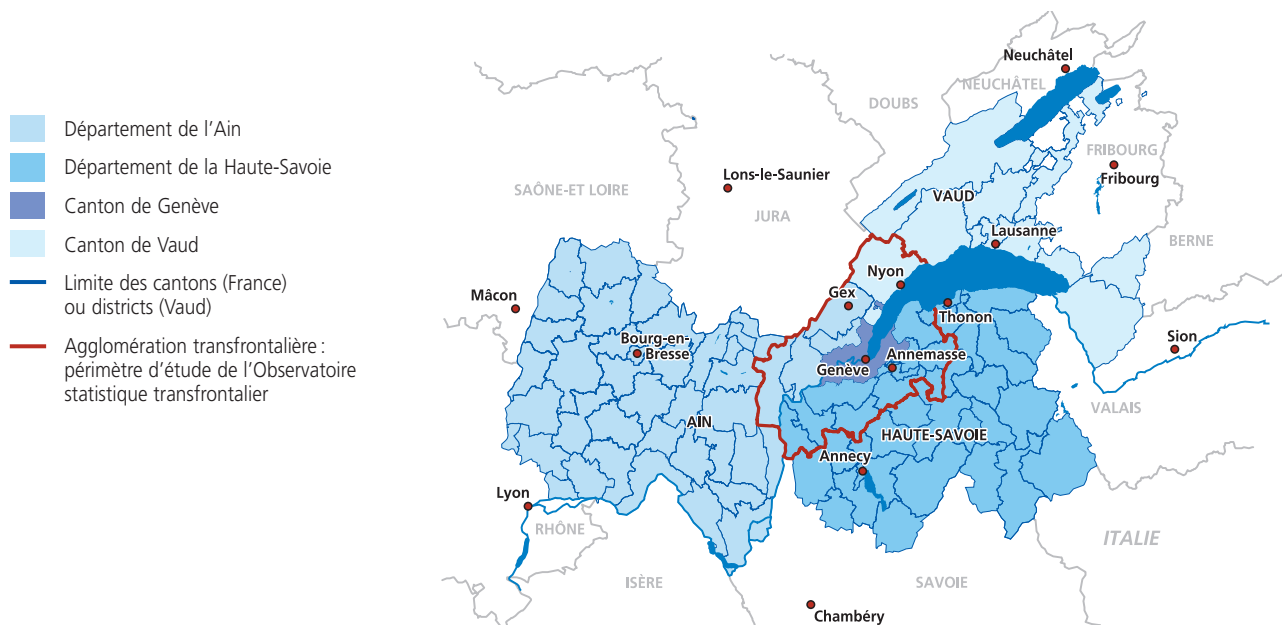 Département de l'Ain
Département de la Haute-Savoie
Canton de Genève
Canton de Vaud
Limite des cantons (France)
ou districts (Vaud)
Agglomération transfrontalière :
périmètre d'étude de l'Observatoire
statistique transfrontalier
Neuchâtel
NEUCHÂTEL
DOUBS
FRIBOURG
Fribourg
Lons-le-Saunier
SAÔNE-ET LOIRE
JURA
VAUD
Lausanne
BERNE
Nyon
Gex
Mâcon
Thonon
Bourg-en-
Bresse
Sion
Annemasse
Genève
VALAIS
AIN
HAUTE-SAVOIE
Annecy
Lyon
RHÔNE
ITALIE
ISÈRE
SAVOIE
Chambéry